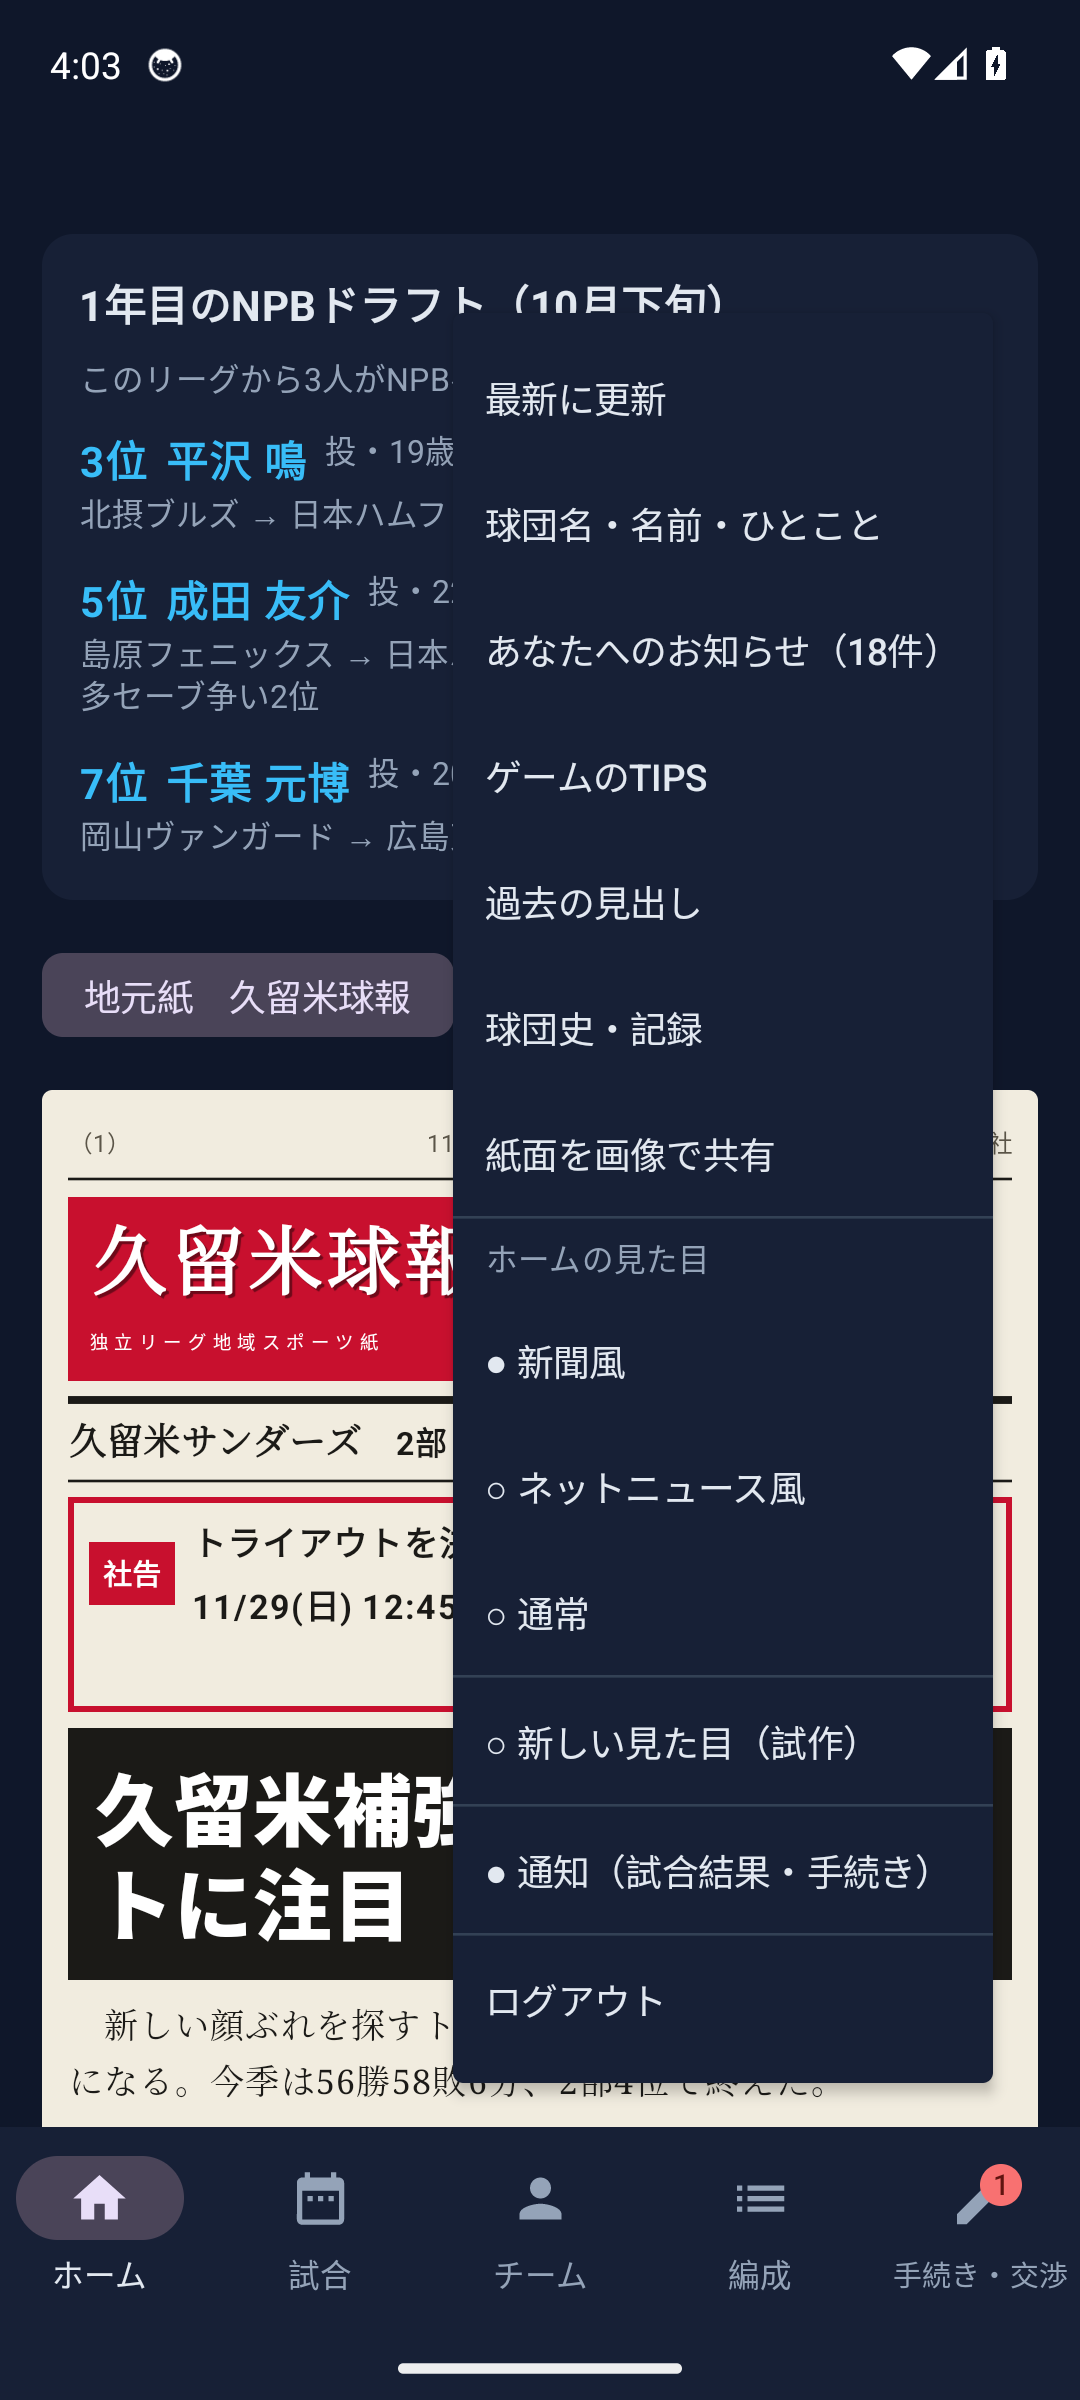 4:03
1年目のNPBドラフト（10月下旬）
このリーグから3人がNPB
3位 平沢 鳴 投・19歳
北摂ブルズ → 日本ハムフ
5位 成田 友介 投・2
島原フェニックス → 日本
多セーブ争い2位
7位 千葉 元博 投・20
岡山ヴァンガード → 広島
地元紙 久留米球報
(1) 11 社
久留米球報
独立リーグ地域スポーツ紙
久留米サンダーズ 2部
社告
トライアウトを
11/29(日) 12:45
久留米補強
トに注目
新しい顔ぶれを探すト
になる。今季は56勝58敗6分、2部4位で終えた。
最新に更新
球団名・名前・ひとこと
あなたへのお知らせ（18件）
ゲームのTIPS
過去の見出し
球団史・記録
紙面を画像で共有
ホームの見た目
● 新聞風
○ ネットニュース風
○ 通常
○ 新しい見た目（試作）
● 通知（試合結果・手続き）
ログアウト
1
ホーム 試合 チーム 編成 手続き・交渉